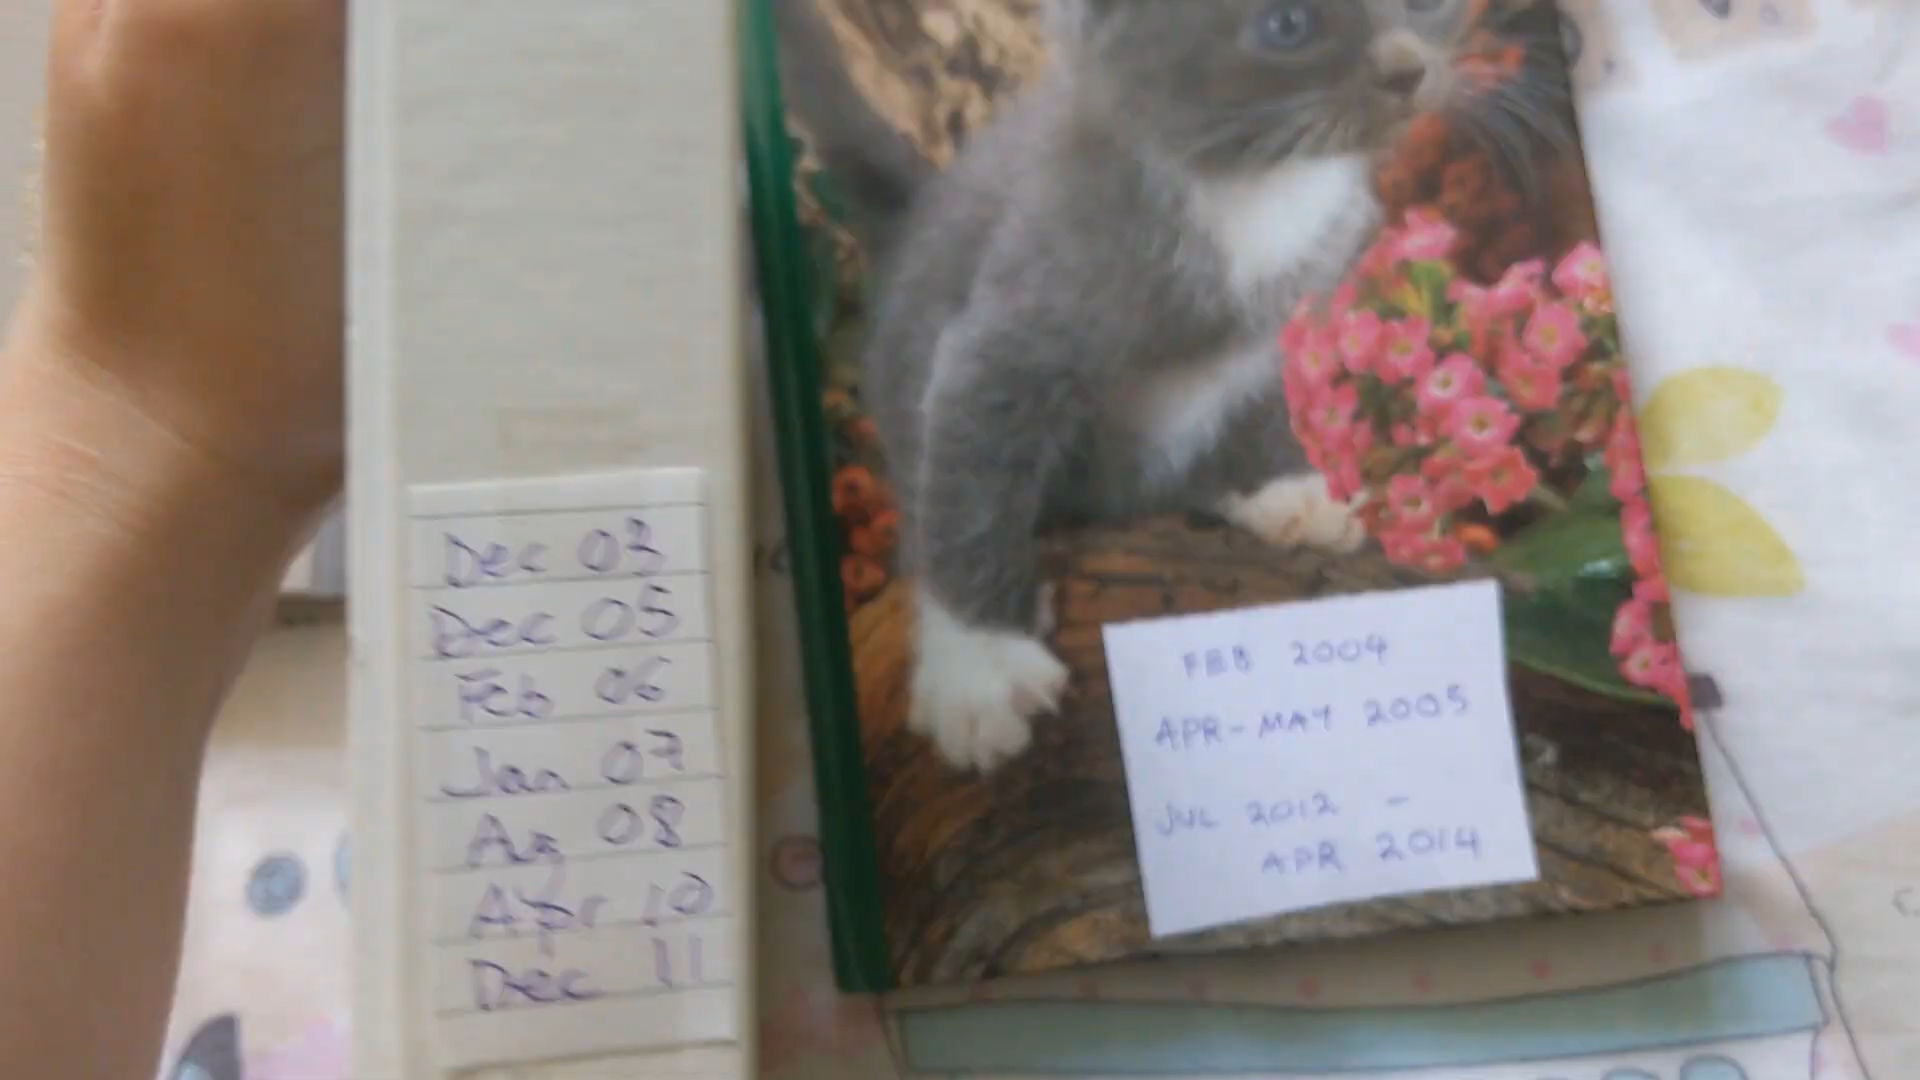 Dec 03
Dec 05
Feb 06
Jan 07
Ag 08
Apr 10
Dec 11
FEB 2004
APR-MAY 2005
JUL 2012 -
APR 2014